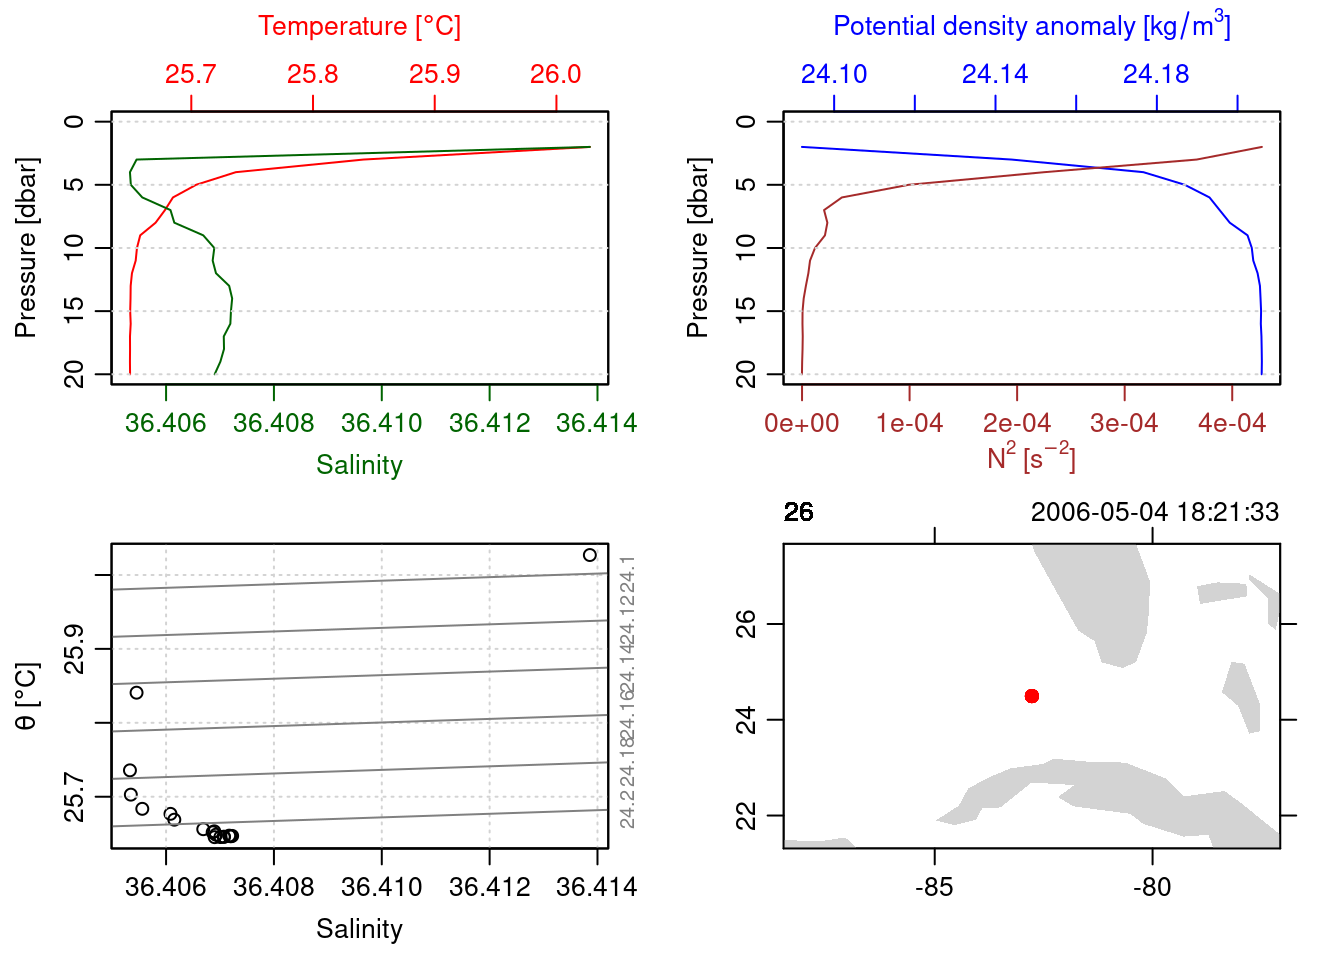 Temperature [°C]
25.7 25.8 25.9 26.0
0
5
10
15
20
Pressure [dbar]
36.406 36.408 36.410 36.412 36.414
Salinity
Potential density anomaly [kg/m³]
24.10 24.14 24.18
0
5
10
15
20
Pressure [dbar]
0e+00 1e-04 2e-04 3e-04 4e-04
N² [s⁻²]
θ [°C]
25.9
25.7
24.1
24.12
24.14
24.16
24.18
24.2
36.406 36.408 36.410 36.412 36.414
Salinity
26 2006-05-04 18:21:33
26
24
22
-85 -80